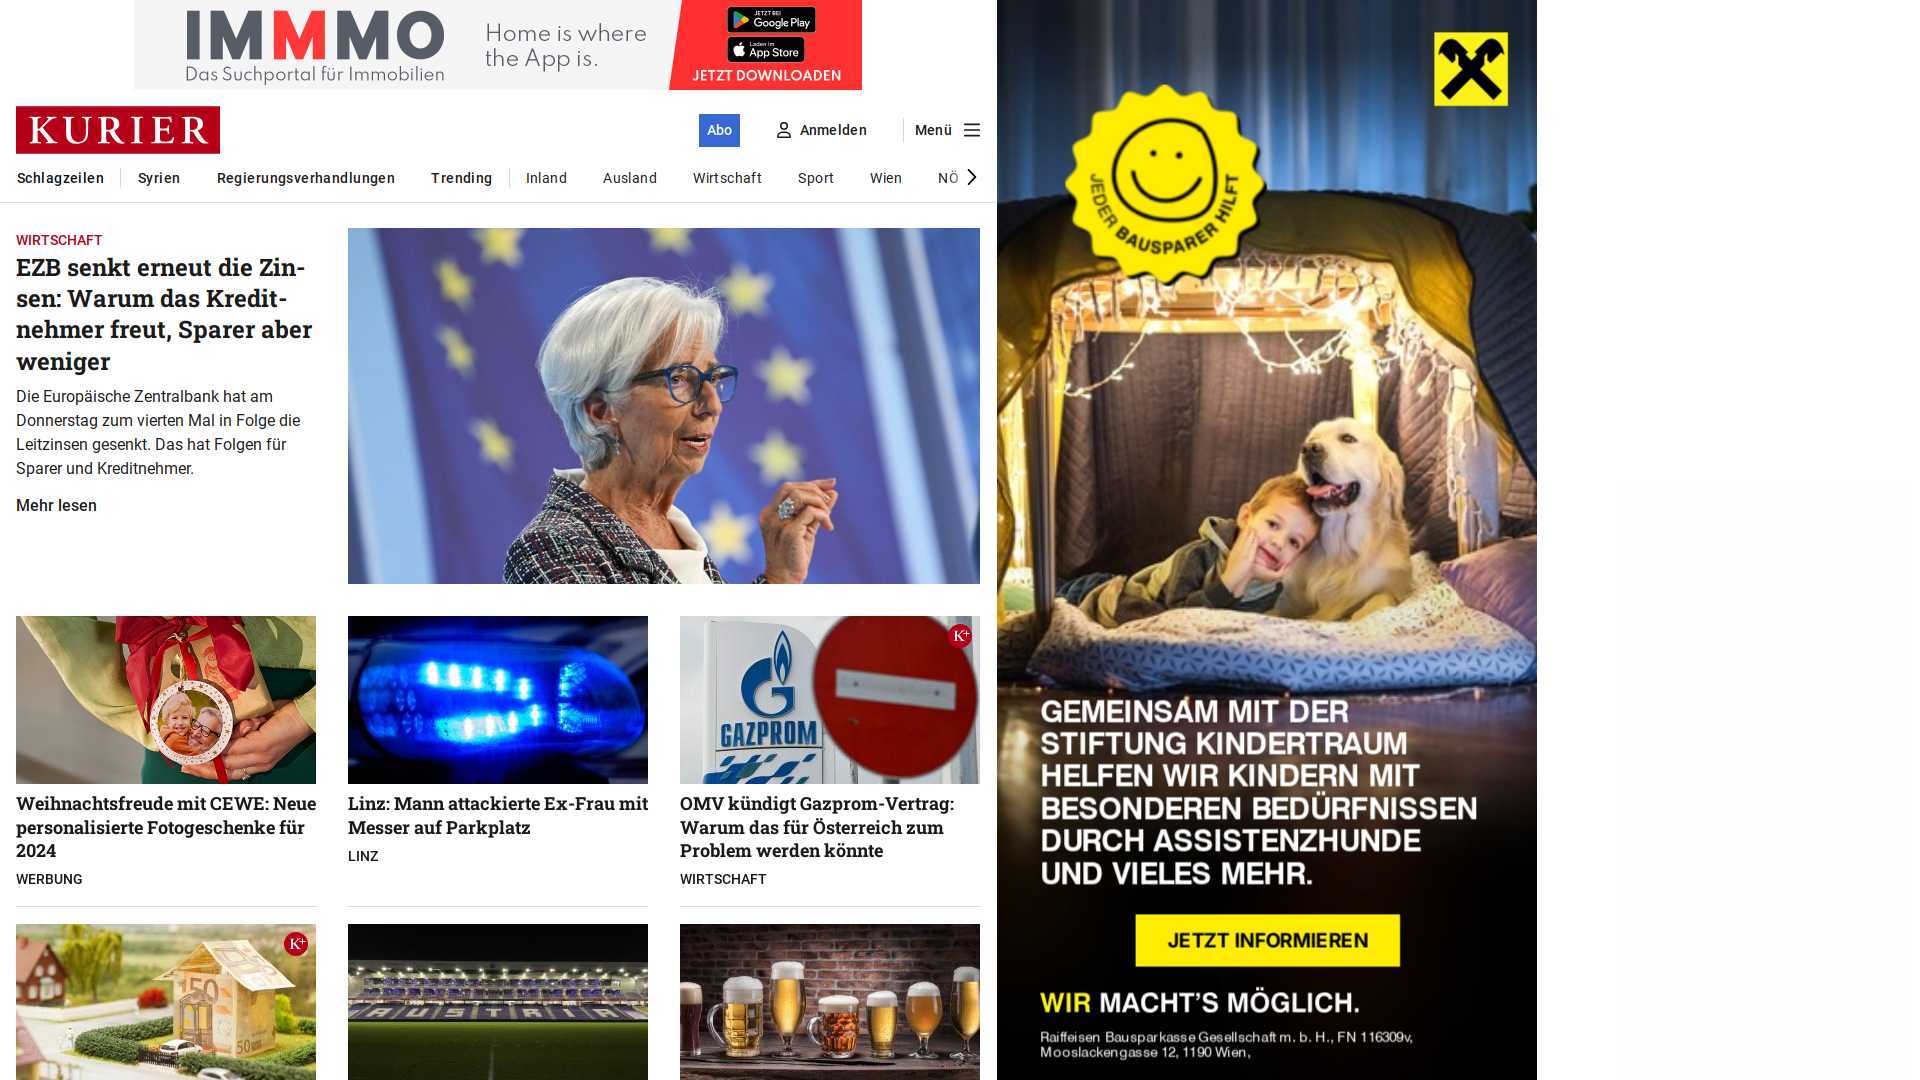 IMMMO
Das Suchportal für Immobilien
Home is where
the App is.
JETZT BEI
Google Play
Laden im
App Store
JETZT DOWNLOADEN
KURIER
Abo
Anmelden
Menü
Schlagzeilen
Syrien
Regierungsverhandlungen
Trending
Inland
Ausland
Wirtschaft
Sport
Wien
NÖ
WIRTSCHAFT
EZB senkt erneut die Zin-
sen: Warum das Kredit-
nehmer freut, Sparer aber
weniger
Die Europäische Zentralbank hat am
Donnerstag zum vierten Mal in Folge die
Leitzinsen gesenkt. Das hat Folgen für
Sparer und Kreditnehmer.
Mehr lesen
K+
GAZPROM
Weihnachtsfreude mit CEWE: Neue
personalisierte Fotogeschenke für
2024
WERBUNG
Linz: Mann attackierte Ex-Frau mit
Messer auf Parkplatz
LINZ
OMV kündigt Gazprom-Vertrag:
Warum das für Österreich zum
Problem werden könnte
WIRTSCHAFT
K+
50
50
AUSTRIA
JEDER BAUSPARER HILFT
GEMEINSAM MIT DER
STIFTUNG KINDERTRAUM
HELFEN WIR KINDERN MIT
BESONDEREN BEDÜRFNISSEN
DURCH ASSISTENZHUNDE
UND VIELES MEHR.
JETZT INFORMIEREN
WIR MACHT'S MÖGLICH.
Raiffeisen Bausparkasse Gesellschaft m. b. H., FN 116309v,
Mooslackengasse 12, 1190 Wien,